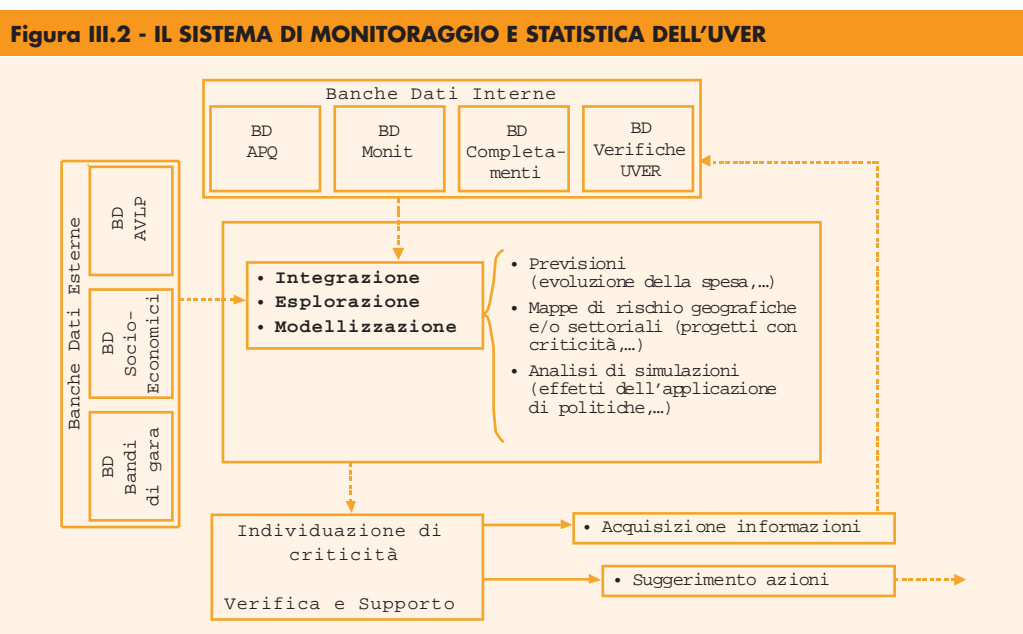 Figura III.2 - IL SISTEMA DI MONITORAGGIO E STATISTICA DELL'UVER
Banche Dati Interne
BD
APQ
BD
Monit
BD
Completa-
menti
BD
Verifiche
UVER
Banche Dati Esterne
BD
AVLP
BD
Socio-
Economici
BD
Bandi
di gara
• Integrazione
• Esplorazione
• Modellizzazione
• Previsioni
(evoluzione della spesa,…)
• Mappe di rischio geografiche
e/o settoriali (progetti con
criticità,…)
• Analisi di simulazioni
(effetti dell'applicazione
di politiche,…)
Individuazione di
criticità
Verifica e Supporto
• Acquisizione informazioni
• Suggerimento azioni